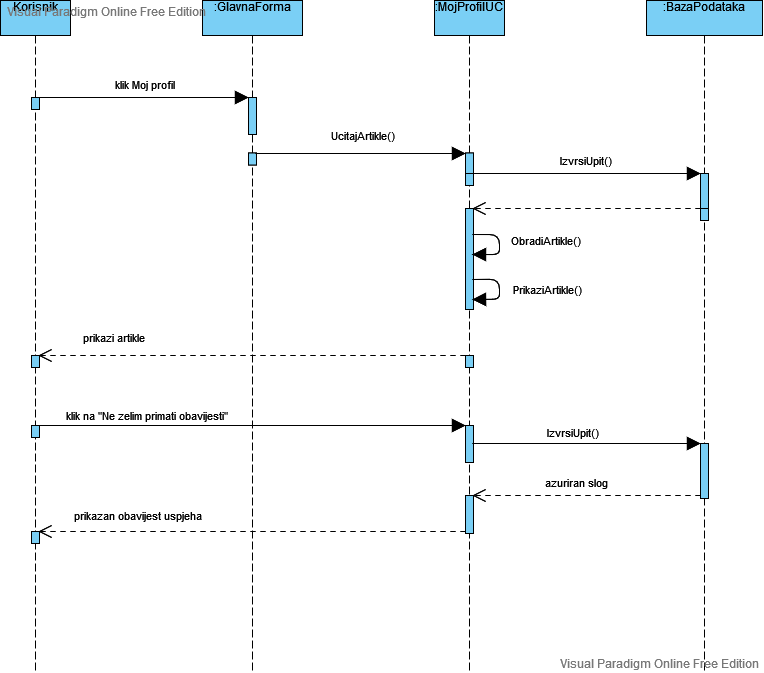 Korisnik
Visual Paradigm Online Free Edition
:GlavnaForma
:MojProfilUC
:BazaPodataka
klik Moj profil
UcitajArtikle()
IzvrsiUpit()
ObradiArtikle()
PrikaziArtikle()
prikazi artikle
klik na "Ne zelim primati obavijesti"
IzvrsiUpit()
azuriran slog
prikazan obavijest uspjeha
Visual Paradigm Online Free Edition